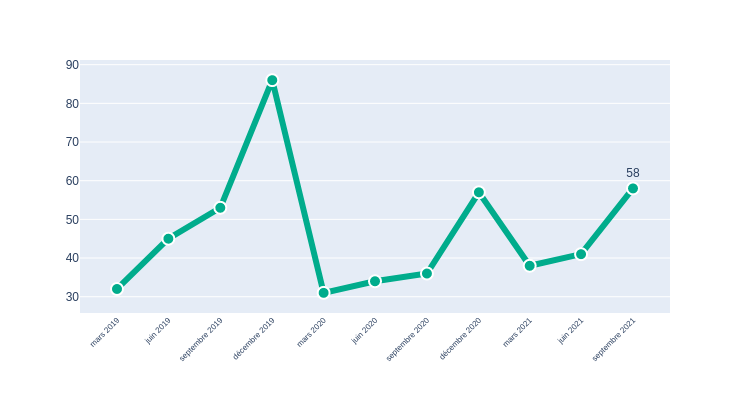 90
80
70
60
50
40
30
58
mars 2019
juin 2019
septembre 2019
décembre 2019
mars 2020
juin 2020
septembre 2020
décembre 2020
mars 2021
juin 2021
septembre 2021